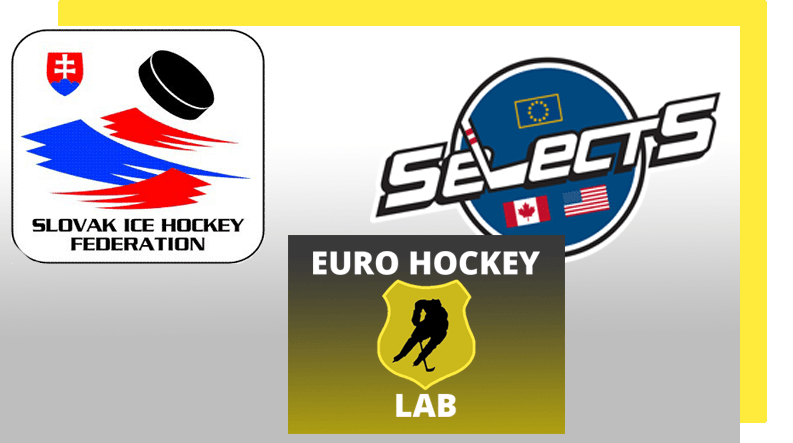 SLOVAK ICE HOCKEY
FEDERATION
SELECTS
EURO HOCKEY
LAB